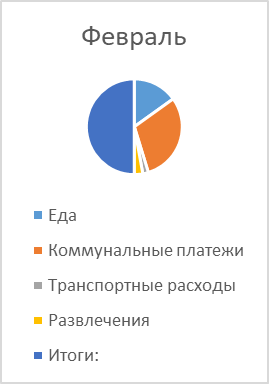 Февраль
Еда
Коммунальные платежи
Транспортные расходы
Развлечения
Итоги: